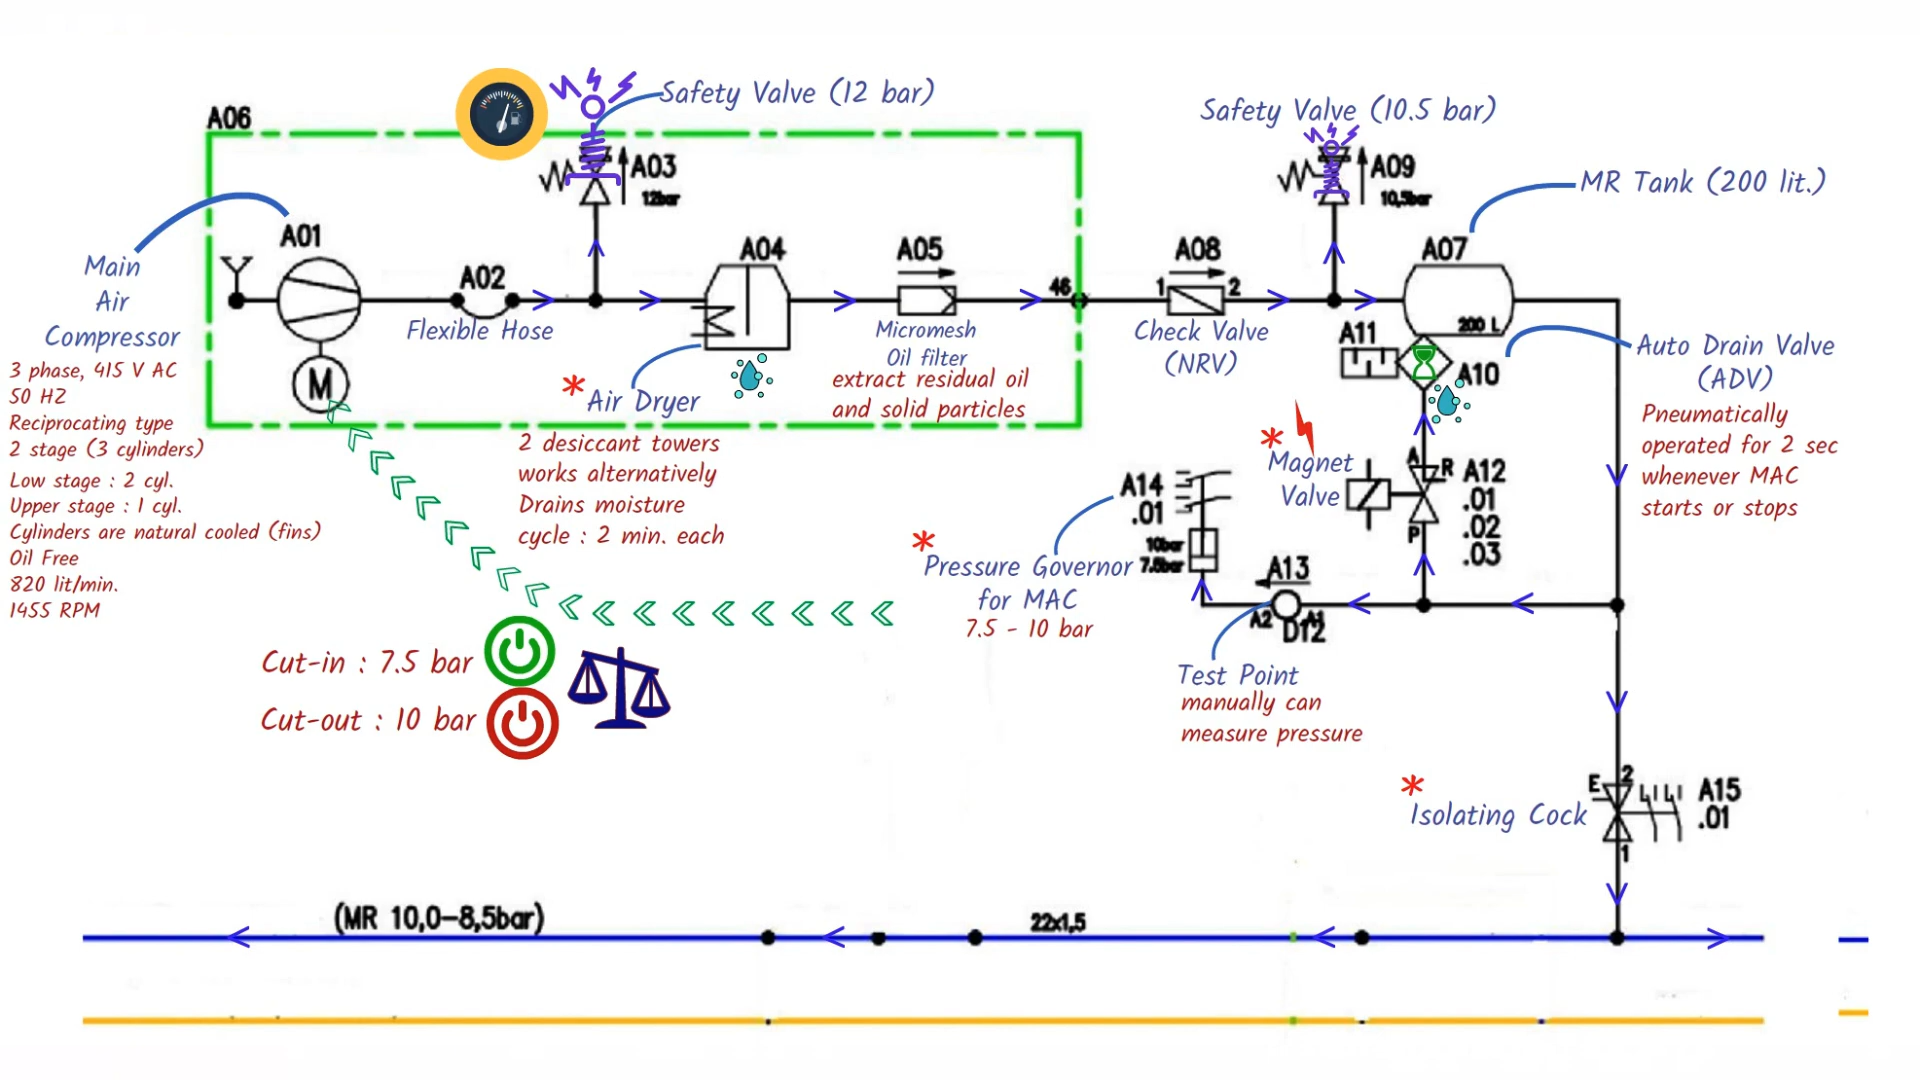 Safety Valve (12 bar)
Safety Valve (10.5 bar)
A06
A03
12bar
A09
10,5bar
MR Tank (200 lit.)
A01
A02
A04
A05
A08
A07
Main
Air
Compressor
46
1
2
200 L
Flexible Hose
Micromesh
Oil filter
extract residual oil
and solid particles
Check Valve
(NRV)
A11
A10
Auto Drain Valve
(ADV)
Pneumatically
operated for 2 sec
whenever MAC
starts or stops
3 phase, 415 V AC
50 HZ
Reciprocating type
2 stage (3 cylinders)
Low stage : 2 cyl.
Upper stage : 1 cyl.
Cylinders are natural cooled (fins)
Oil Free
820 lit/min.
1455 RPM
M
* Air Dryer
2 desiccant towers
works alternatively
Drains moisture
cycle : 2 min. each
* Magnet
Valve
A
R
P
A12
.01
.02
.03
A14
.01
10bar
7.5bar
* Pressure Governor
for MAC
7.5 - 10 bar
A13
A2
A1
D12
Test Point
manually can
measure pressure
Cut-in : 7.5 bar
Cut-out : 10 bar
* Isolating Cock
E
2
1
A15
.01
(MR 10,0-8,5bar)
22x1,5